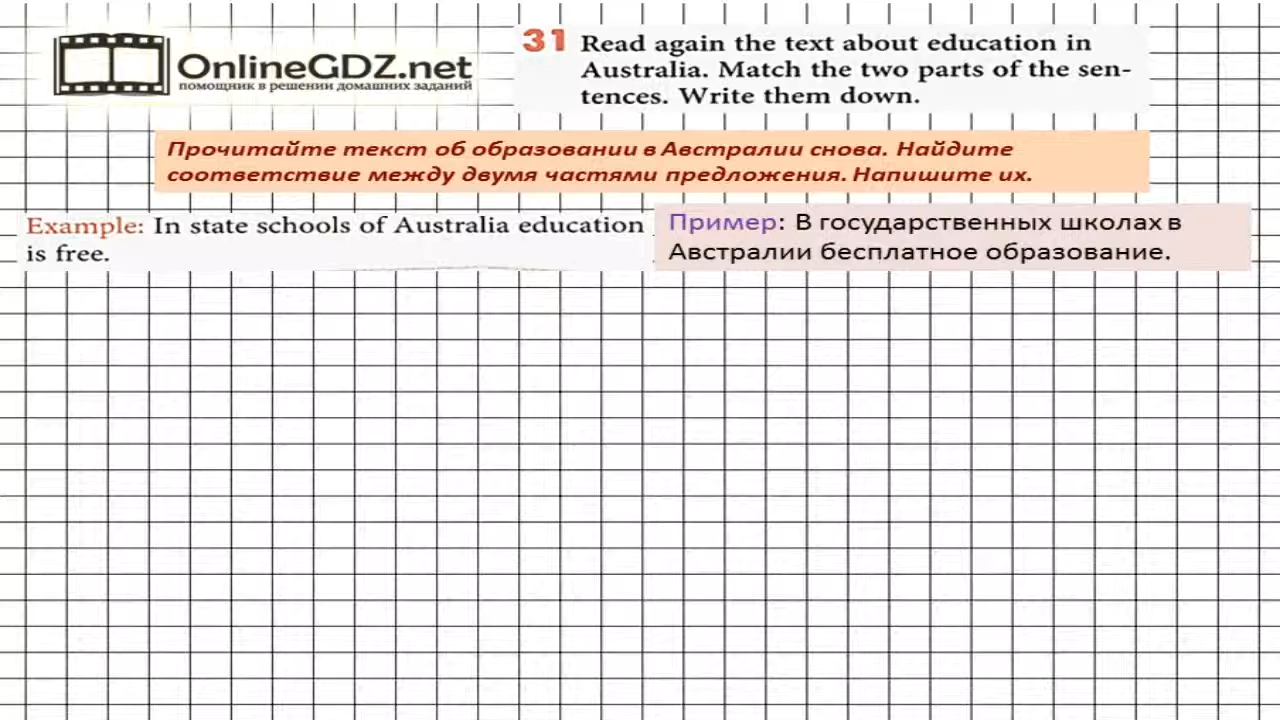 OnlineGDZ.net
помощник в решении домашних заданий
31 Read again the text about education in
Australia. Match the two parts of the sen-
tences. Write them down.
Прочитайте текст об образовании в Австралии снова. Найдите
соответствие между двумя частями предложения. Напишите их.
Example: In state schools of Australia education
is free.
Пример: В государственных школах в
Австралии бесплатное образование.